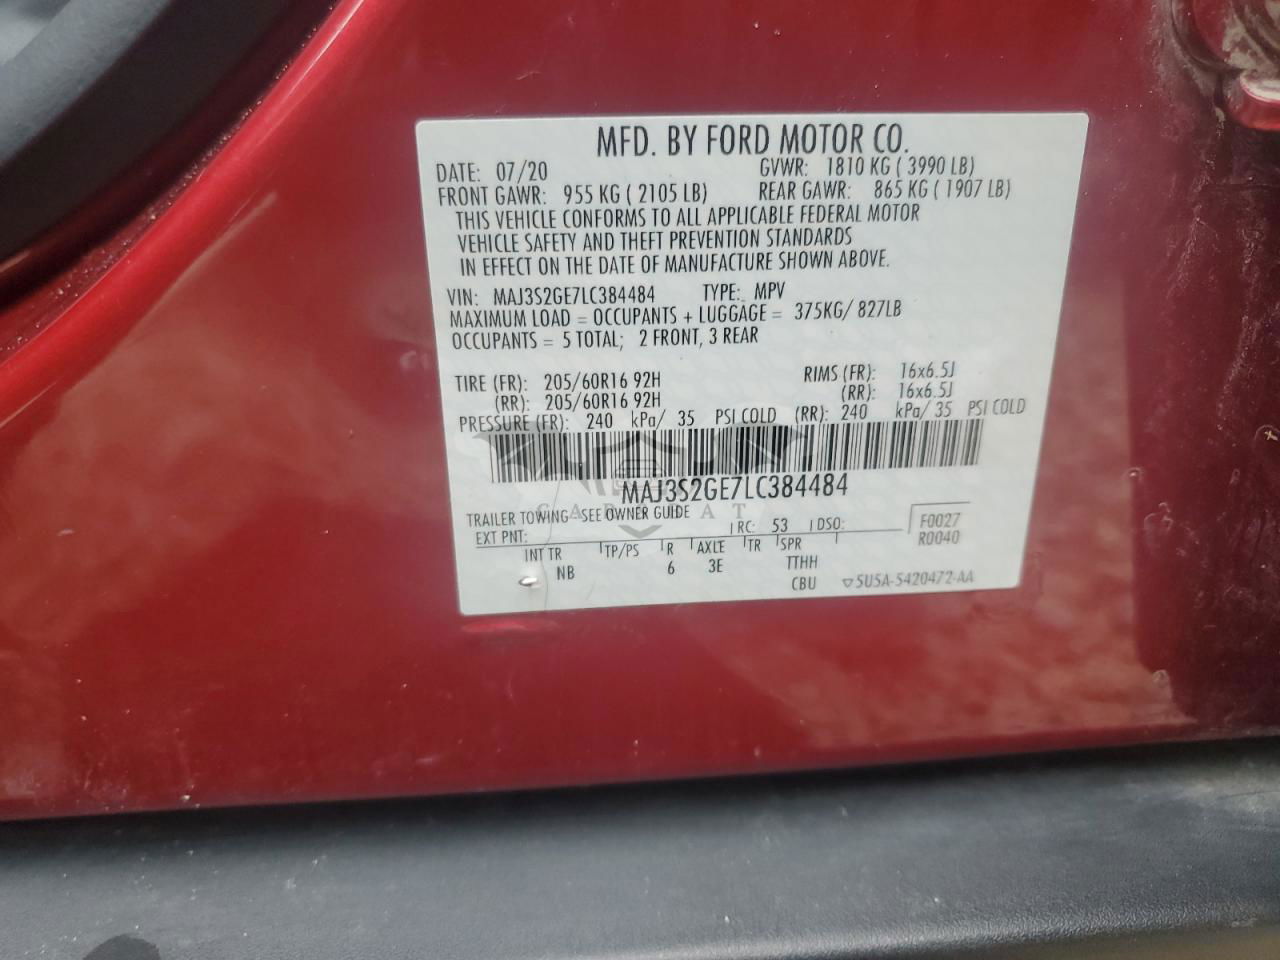 MFD. BY FORD MOTOR CO.
DATE: 07/20 GVWR: 1810 KG ( 3990 LB)
FRONT GAWR: 955 KG ( 2105 LB) REAR GAWR: 865 KG ( 1907 LB)
THIS VEHICLE CONFORMS TO ALL APPLICABLE FEDERAL MOTOR
VEHICLE SAFETY AND THEFT PREVENTION STANDARDS
IN EFFECT ON THE DATE OF MANUFACTURE SHOWN ABOVE.
VIN: MAJ3S2GE7LC384484 TYPE: MPV
MAXIMUM LOAD = OCCUPANTS + LUGGAGE = 375KG/ 827LB
OCCUPANTS = 5 TOTAL; 2 FRONT, 3 REAR
TIRE (FR): 205/60R16 92H RIMS (FR): 16x6.5J
(RR): 205/60R16 92H (RR): 16x6.5J
PRESSURE (FR): 240 kPa/ 35 PSI COLD (RR): 240 kPa/ 35 PSI COLD
MAJ3S2GE7LC384484
TRAILER TOWING - SEE OWNER GUIDE
EXT PNT: RC: 53 DSO: F0027
R0040
INT TR TP/PS R AXLE TR SPR
NB 6 3E TTHH
CBU 5U5A-5420472-AA